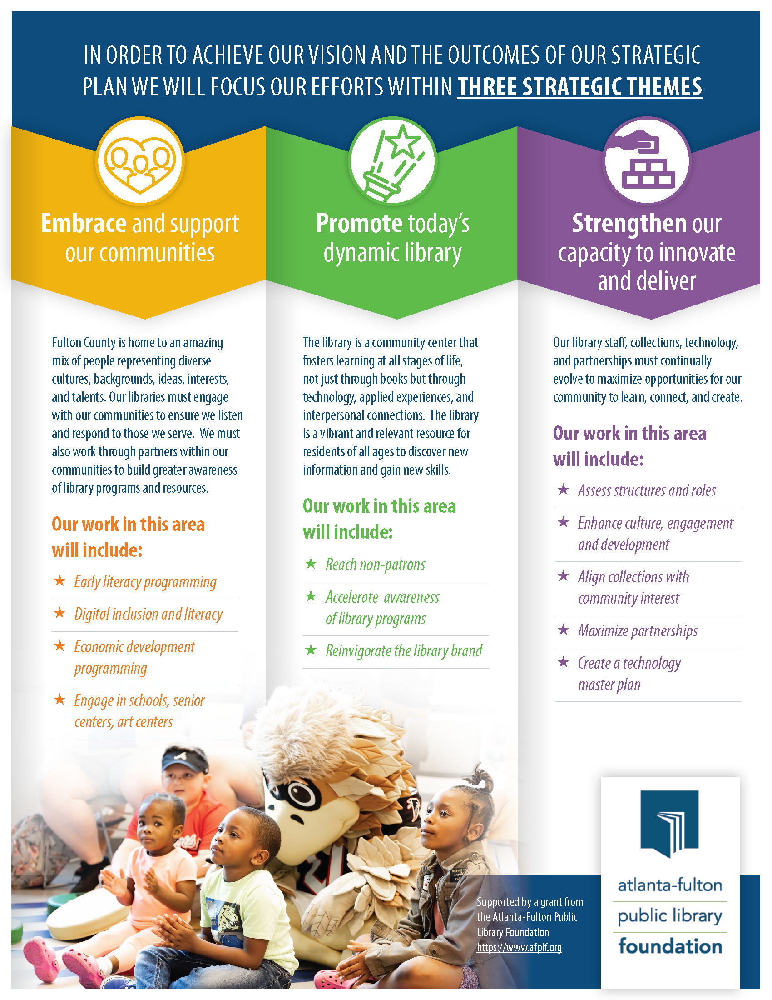 IN ORDER TO ACHIEVE OUR VISION AND THE OUTCOMES OF OUR STRATEGIC
PLAN WE WILL FOCUS OUR EFFORTS WITHIN THREE STRATEGIC THEMES
Embrace and support
our communities
Fulton County is home to an amazing
mix of people representing diverse
cultures, backgrounds, ideas, interests,
and talents. Our libraries must engage
with our communities to ensure we listen
and respond to those we serve.  We must
also work through partners within our
communities to build greater awareness
of library programs and resources.
Our work in this area
will include:
★ Early literacy programming
★ Digital inclusion and literacy
★ Economic development
programming
★ Engage in schools, senior
centers, art centers
Promote today's
dynamic library
The library is a community center that
fosters learning at all stages of life,
not just through books but through
technology, applied experiences, and
interpersonal connections.  The library
is a vibrant and relevant resource for
residents of all ages to discover new
information and gain new skills.
Our work in this area
will include:
★ Reach non-patrons
★ Accelerate  awareness
of library programs
★ Reinvigorate the library brand
Strengthen our
capacity to innovate
and deliver
Our library staff, collections, technology,
and partnerships must continually
evolve to maximize opportunities for our
community to learn, connect, and create.
Our work in this area
will include:
★ Assess structures and roles
★ Enhance culture, engagement
and development
★ Align collections with
community interest
★ Maximize partnerships
★ Create a technology
master plan
Supported by a grant from
the Atlanta-Fulton Public
Library Foundation
https://www.afplf.org
atlanta-fulton
public library
foundation